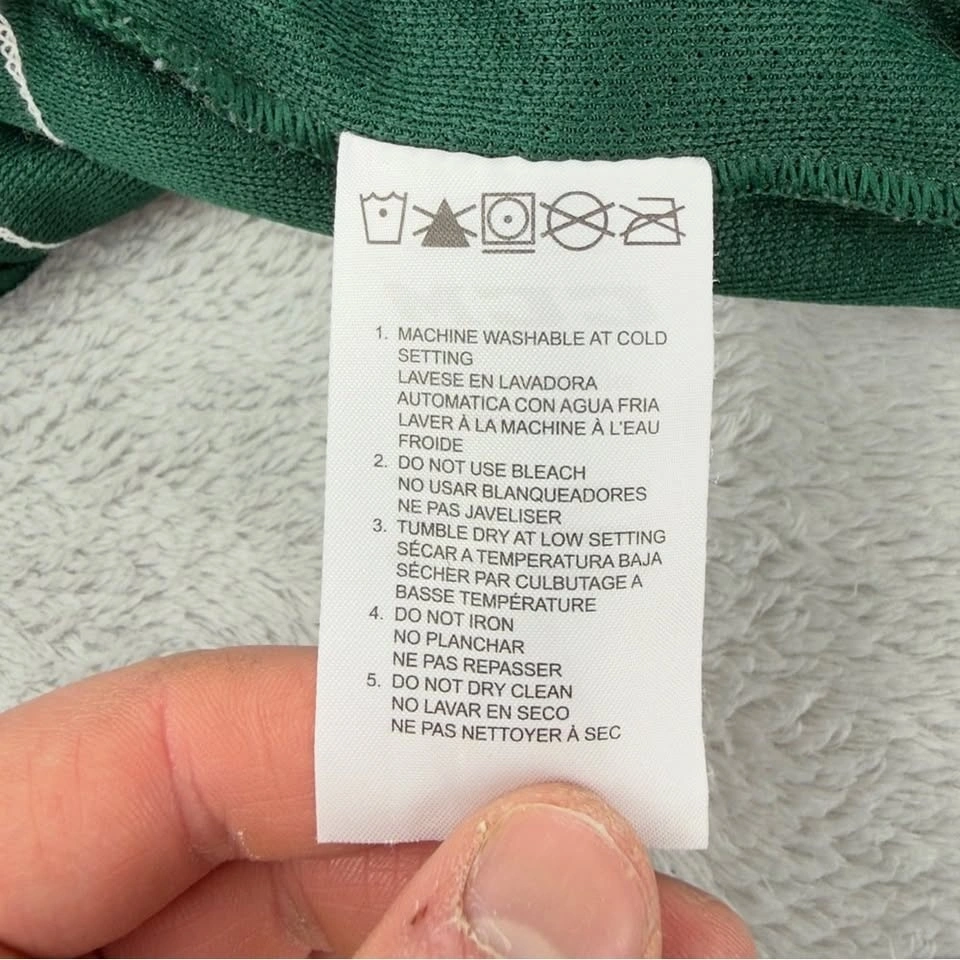 1. MACHINE WASHABLE AT COLD
SETTING
LAVESE EN LAVADORA
AUTOMATICA CON AGUA FRIA
LAVER À LA MACHINE À L'EAU
FROIDE
2. DO NOT USE BLEACH
NO USAR BLANQUEADORES
NE PAS JAVELISER
3. TUMBLE DRY AT LOW SETTING
SÉCAR A TEMPERATURA BAJA
SÉCHER PAR CULBUTAGE A
BASSE TEMPÉRATURE
4. DO NOT IRON
NO PLANCHAR
NE PAS REPASSER
5. DO NOT DRY CLEAN
NO LAVAR EN SECO
NE PAS NETTOYER À SEC